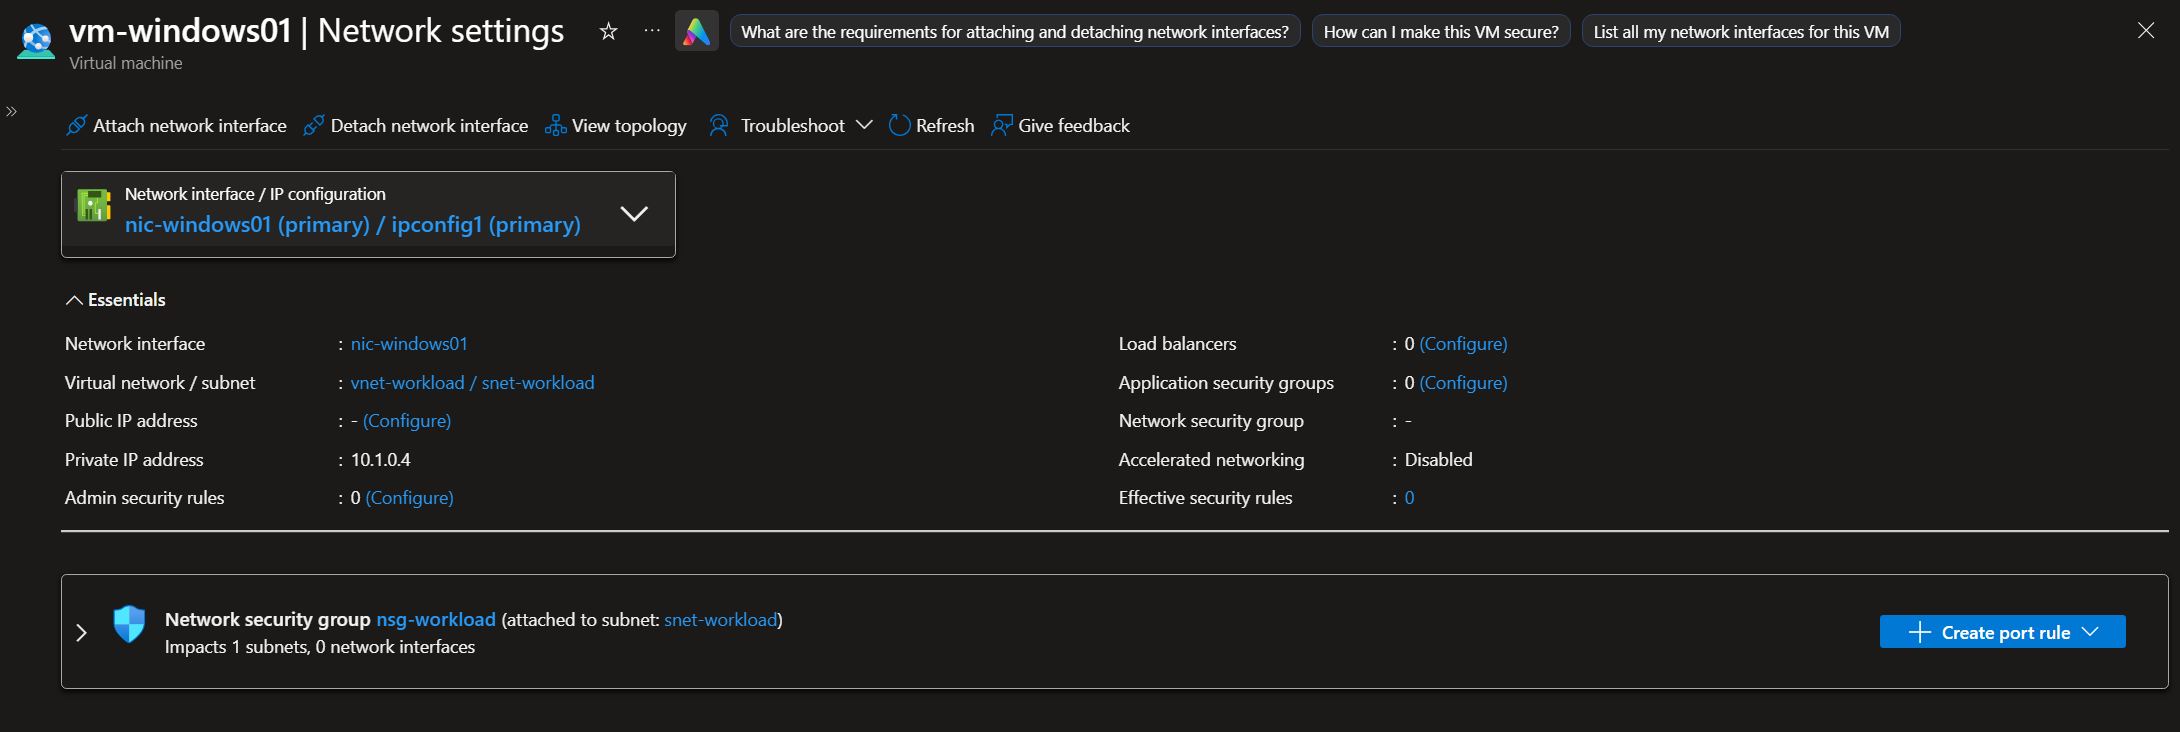 vm-windows01 | Network settings
Virtual machine
What are the requirements for attaching and detaching network interfaces?
How can I make this VM secure?
List all my network interfaces for this VM
Attach network interface
Detach network interface
View topology
Troubleshoot
Refresh
Give feedback
Network interface / IP configuration
nic-windows01 (primary) / ipconfig1 (primary)
Essentials
Network interface : nic-windows01
Virtual network / subnet : vnet-workload / snet-workload
Public IP address : - (Configure)
Private IP address : 10.1.0.4
Admin security rules : 0 (Configure)
Load balancers : 0 (Configure)
Application security groups : 0 (Configure)
Network security group : -
Accelerated networking : Disabled
Effective security rules : 0
Network security group nsg-workload (attached to subnet: snet-workload)
Impacts 1 subnets, 0 network interfaces
Create port rule